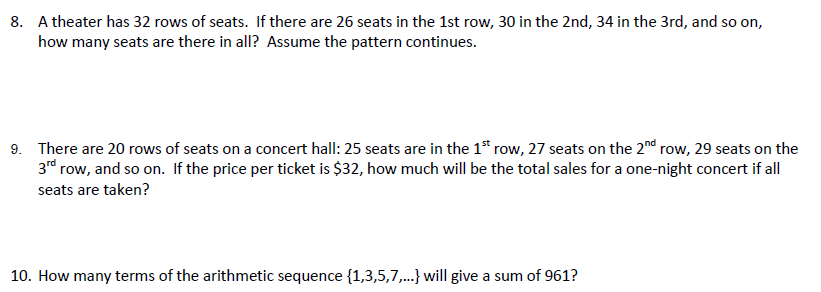 8. A theater has 32 rows of seats. If there are 26 seats in the 1st row, 30 in the 2nd, 34 in the 3rd, and so on,
how many seats are there in all? Assume the pattern continues.
9. There are 20 rows of seats on a concert hall: 25 seats are in the 1st row, 27 seats on the 2nd row, 29 seats on the
3rd row, and so on. If the price per ticket is $32, how much will be the total sales for a one-night concert if all
seats are taken?
10. How many terms of the arithmetic sequence {1,3,5,7,...} will give a sum of 961?